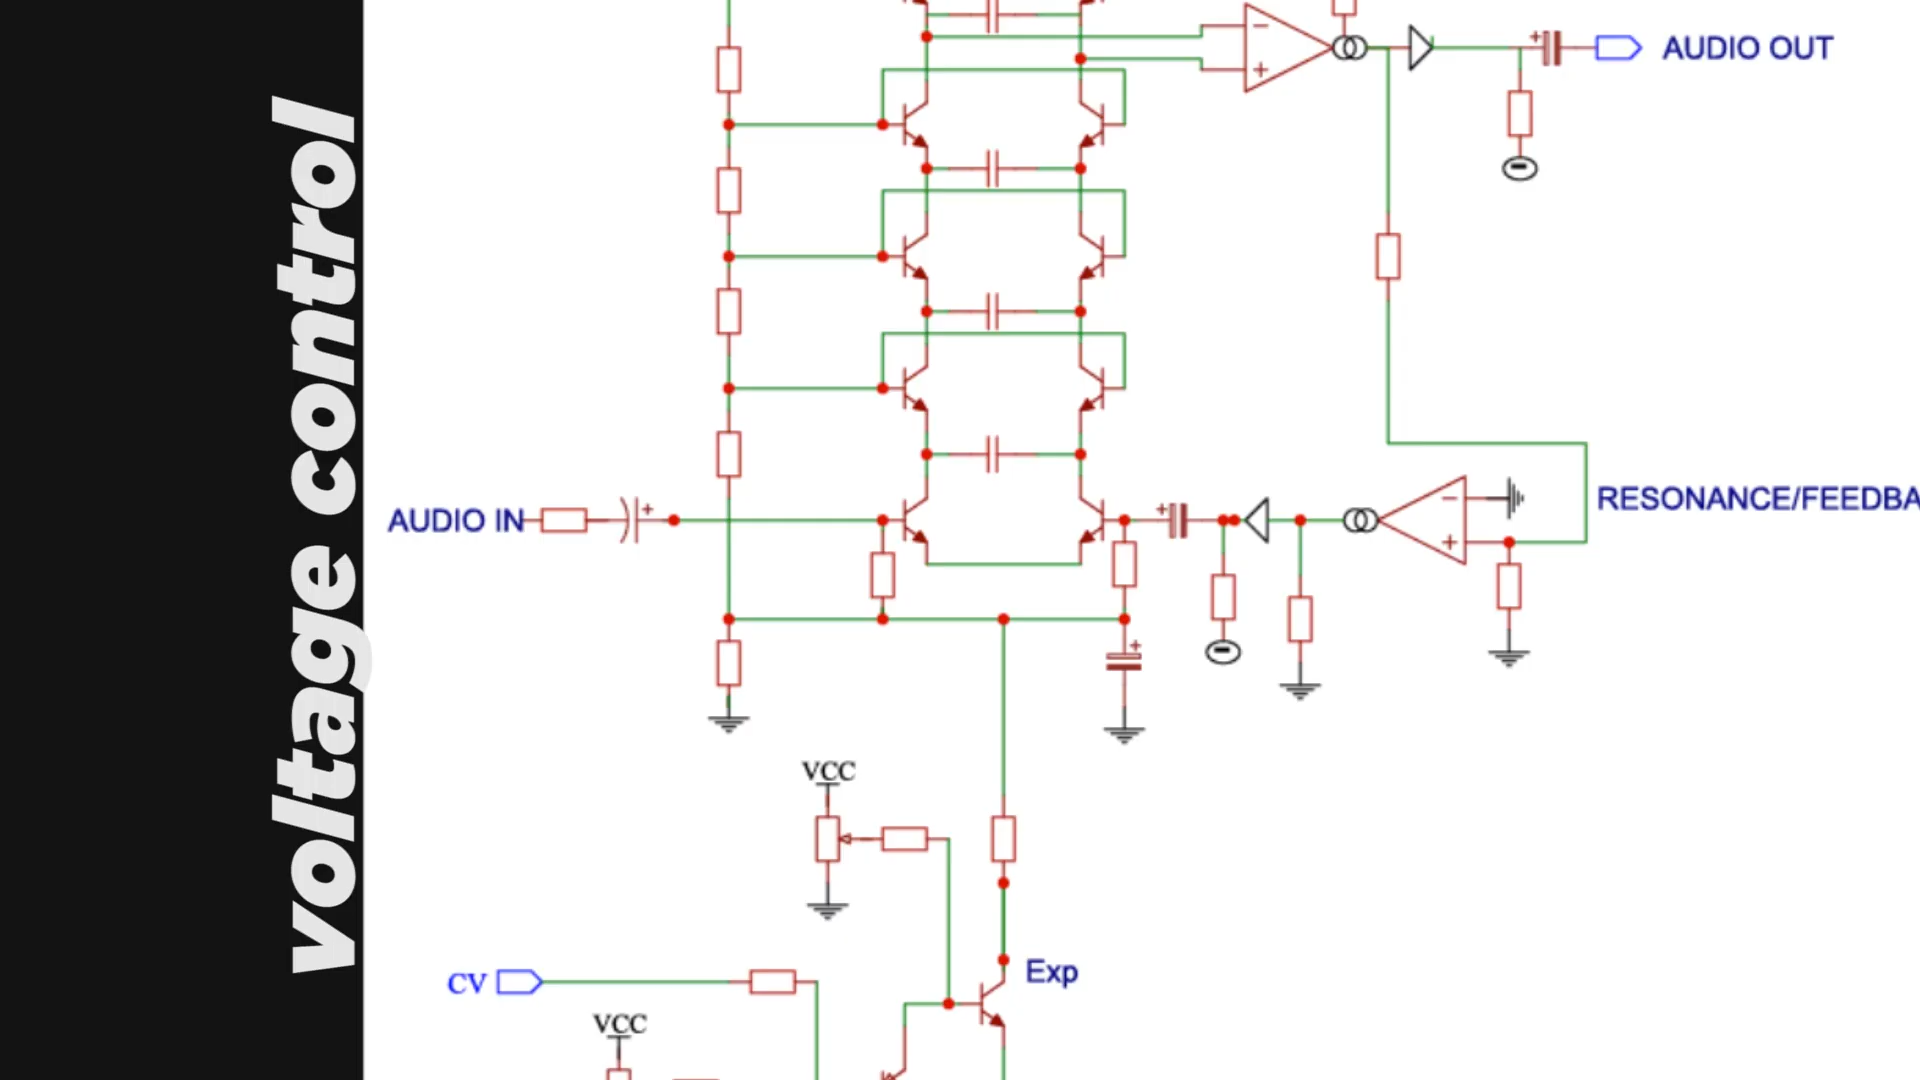 voltage control
AUDIO OUT
AUDIO IN
RESONANCE/FEEDBA
VCC
Exp
CV
VCC